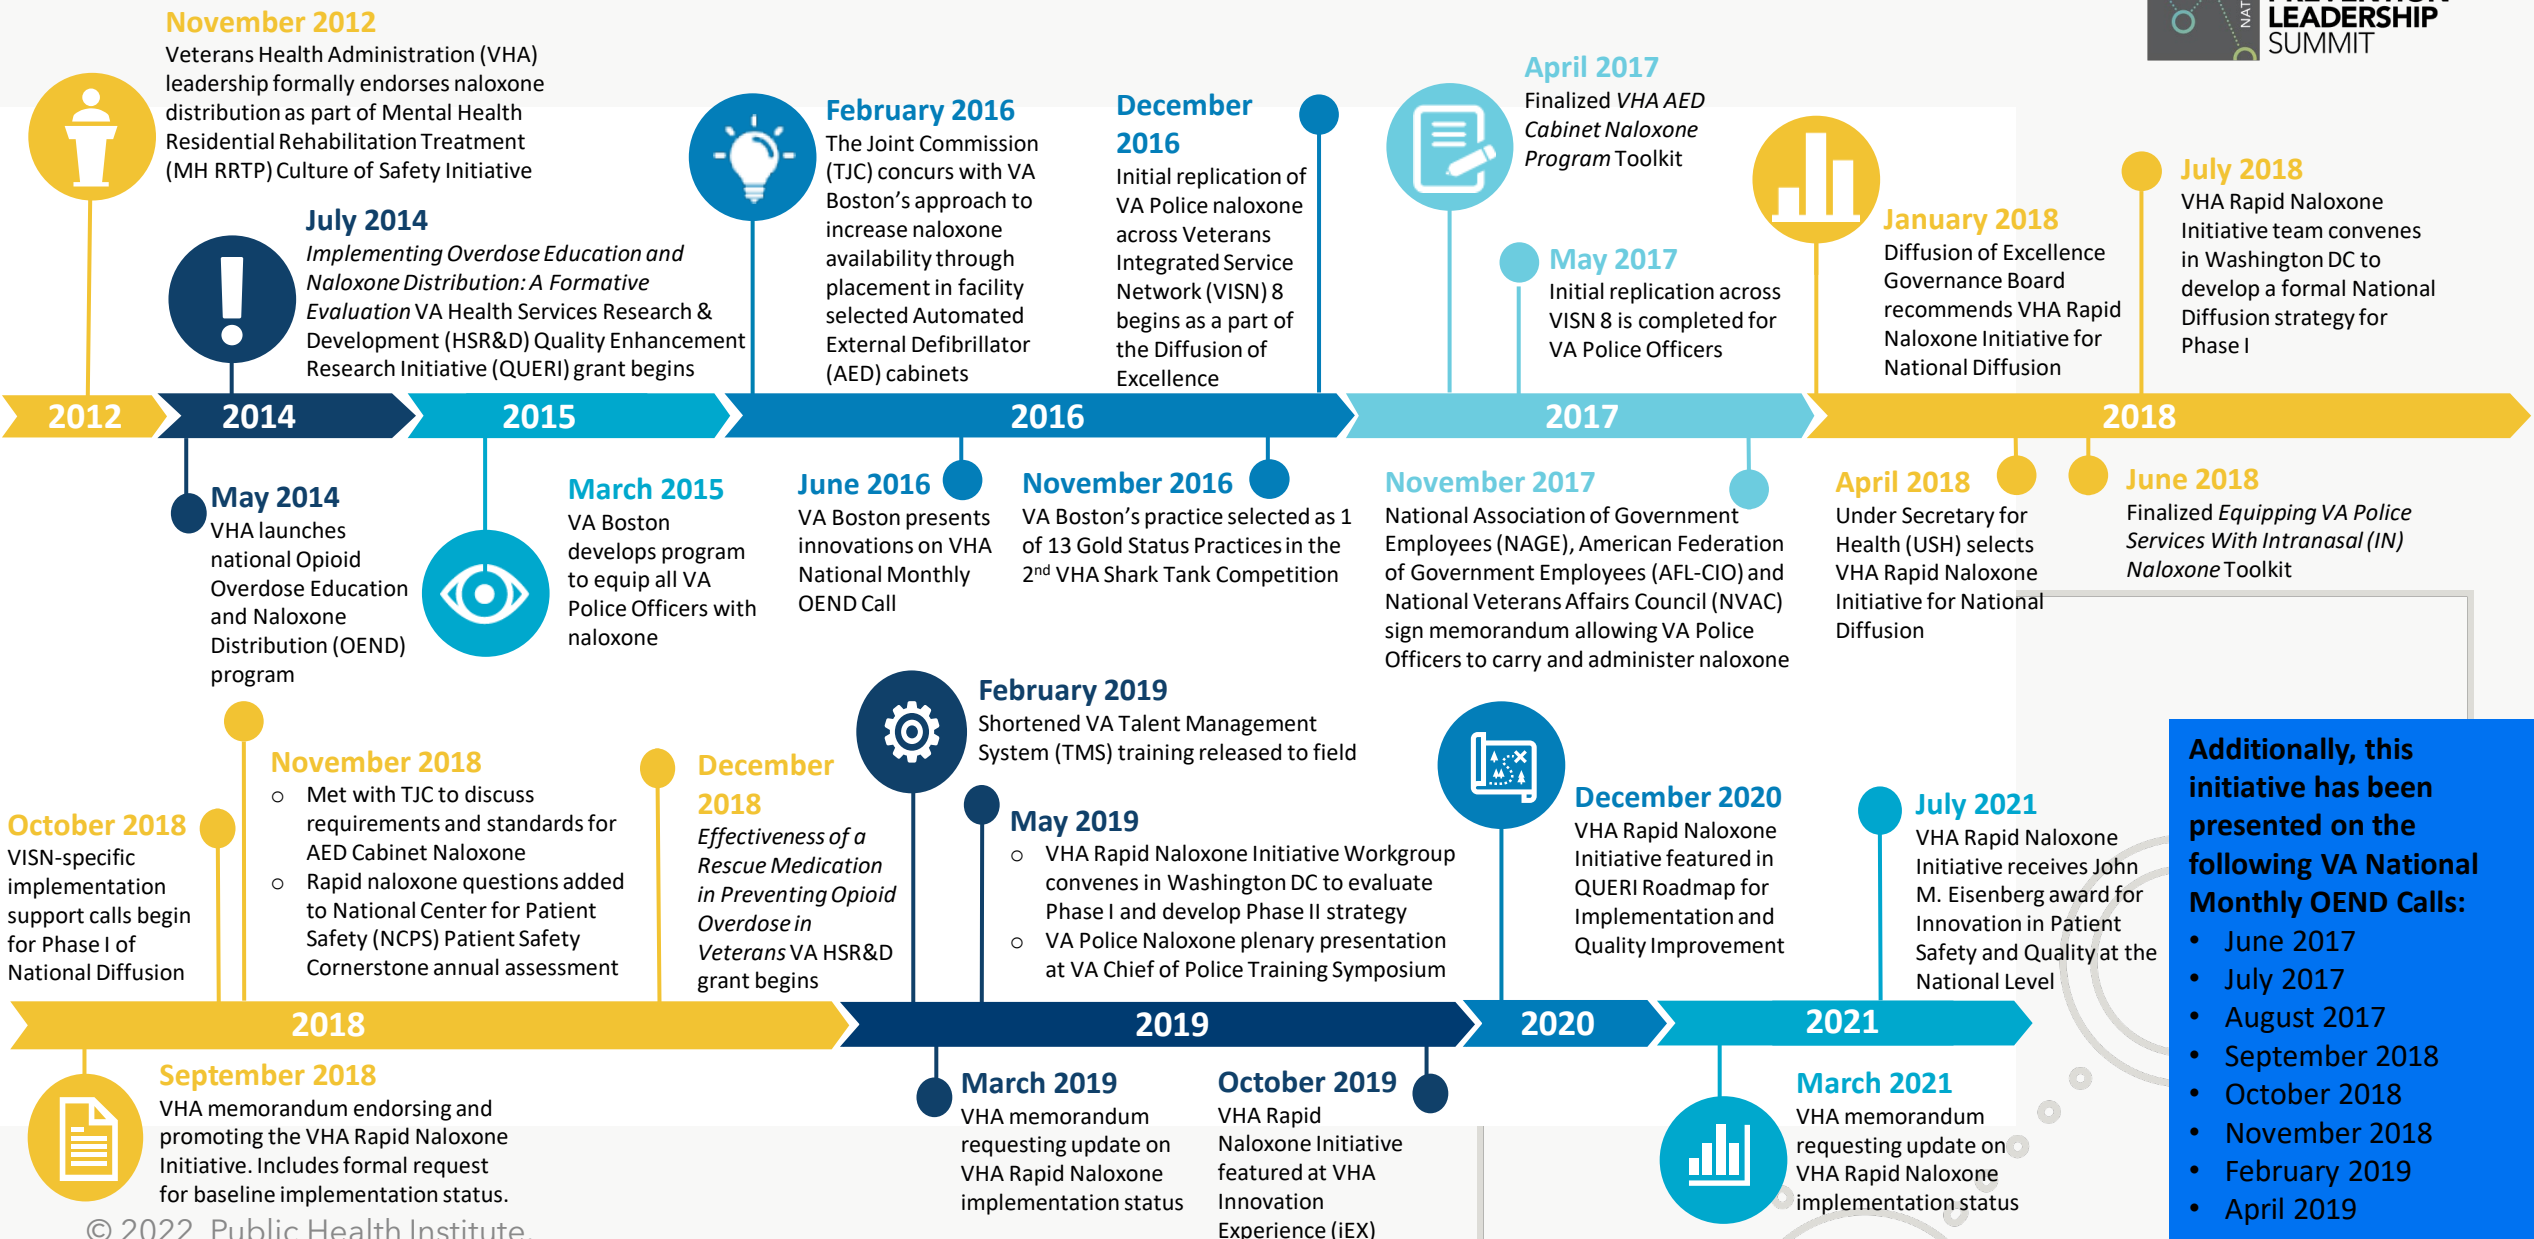 November 2012
Veterans Health Administration (VHA)
leadership formally endorses naloxone
distribution as part of Mental Health
Residential Rehabilitation Treatment
(MH RRTP) Culture of Safety Initiative
July 2014
Implementing Overdose Education and
Naloxone Distribution: A Formative
Evaluation VA Health Services Research &
Development (HSR&D) Quality Enhancement
Research Initiative (QUERI) grant begins
February 2016
The Joint Commission
(TJC) concurs with VA
Boston's approach to
increase naloxone
availability through
placement in facility
selected Automated
External Defibrillator
(AED) cabinets
December
2016
Initial replication of
VA Police naloxone
across Veterans
Integrated Service
Network (VISN) 8
begins as a part of
the Diffusion of
Excellence
April 2017
Finalized VHA AED
Cabinet Naloxone
Program Toolkit
May 2017
Initial replication across
VISN 8 is completed for
VA Police Officers
January 2018
Diffusion of Excellence
Governance Board
recommends VHA Rapid
Naloxone Initiative for
National Diffusion
LEADERSHIP
SUMMIT
July 2018
VHA Rapid Naloxone
Initiative team convenes
in Washington DC to
develop a formal National
Diffusion strategy for
Phase I
2012
2014
2015
2016
2017
2018
May 2014
VHA launches
national Opioid
Overdose Education
and Naloxone
Distribution (OEND)
program
March 2015
VA Boston
develops program
to equip all VA
Police Officers with
naloxone
June 2016
VA Boston presents
innovations on VHA
National Monthly
OEND Call
November 2016
VA Boston's practice selected as 1
of 13 Gold Status Practices in the
2nd VHA Shark Tank Competition
November 2017
National Association of Government
Employees (NAGE), American Federation
of Government Employees (AFL-CIO) and
National Veterans Affairs Council (NVAC)
sign memorandum allowing VA Police
Officers to carry and administer naloxone
April 2018
Under Secretary for
Health (USH) selects
VHA Rapid Naloxone
Initiative for National
Diffusion
June 2018
Finalized Equipping VA Police
Services With Intranasal (IN)
Naloxone Toolkit
October 2018
VISN-specific
implementation
support calls begin
for Phase I of
National Diffusion
November 2018
o Met with TJC to discuss
requirements and standards for
AED Cabinet Naloxone
o Rapid naloxone questions added
to National Center for Patient
Safety (NCPS) Patient Safety
Cornerstone annual assessment
December
2018
Effectiveness of a
Rescue Medication
in Preventing Opioid
Overdose in
Veterans VA HSR&D
grant begins
February 2019
Shortened VA Talent Management
System (TMS) training released to field
May 2019
o VHA Rapid Naloxone Initiative Workgroup
convenes in Washington DC to evaluate
Phase I and develop Phase II strategy
o VA Police Naloxone plenary presentation
at VA Chief of Police Training Symposium
December 2020
VHA Rapid Naloxone
Initiative featured in
QUERI Roadmap for
Implementation and
Quality Improvement
July 2021
VHA Rapid Naloxone
Initiative receives John
M. Eisenberg award for
Innovation in Patient
Safety and Quality at the
National Level
2018
2019
2020
2021
September 2018
VHA memorandum endorsing and
promoting the VHA Rapid Naloxone
Initiative. Includes formal request
for baseline implementation status.
March 2019
VHA memorandum
requesting update on
VHA Rapid Naloxone
implementation status
October 2019
VHA Rapid
Naloxone Initiative
featured at VHA
Innovation
Experience (iEX)
March 2021
VHA memorandum
requesting update on
VHA Rapid Naloxone
implementation status
Additionally, this
initiative has been
presented on the
following VA National
Monthly OEND Calls:
• June 2017
• July 2017
• August 2017
• September 2018
• October 2018
• November 2018
• February 2019
• April 2019
© 2022 Public Health Institute.